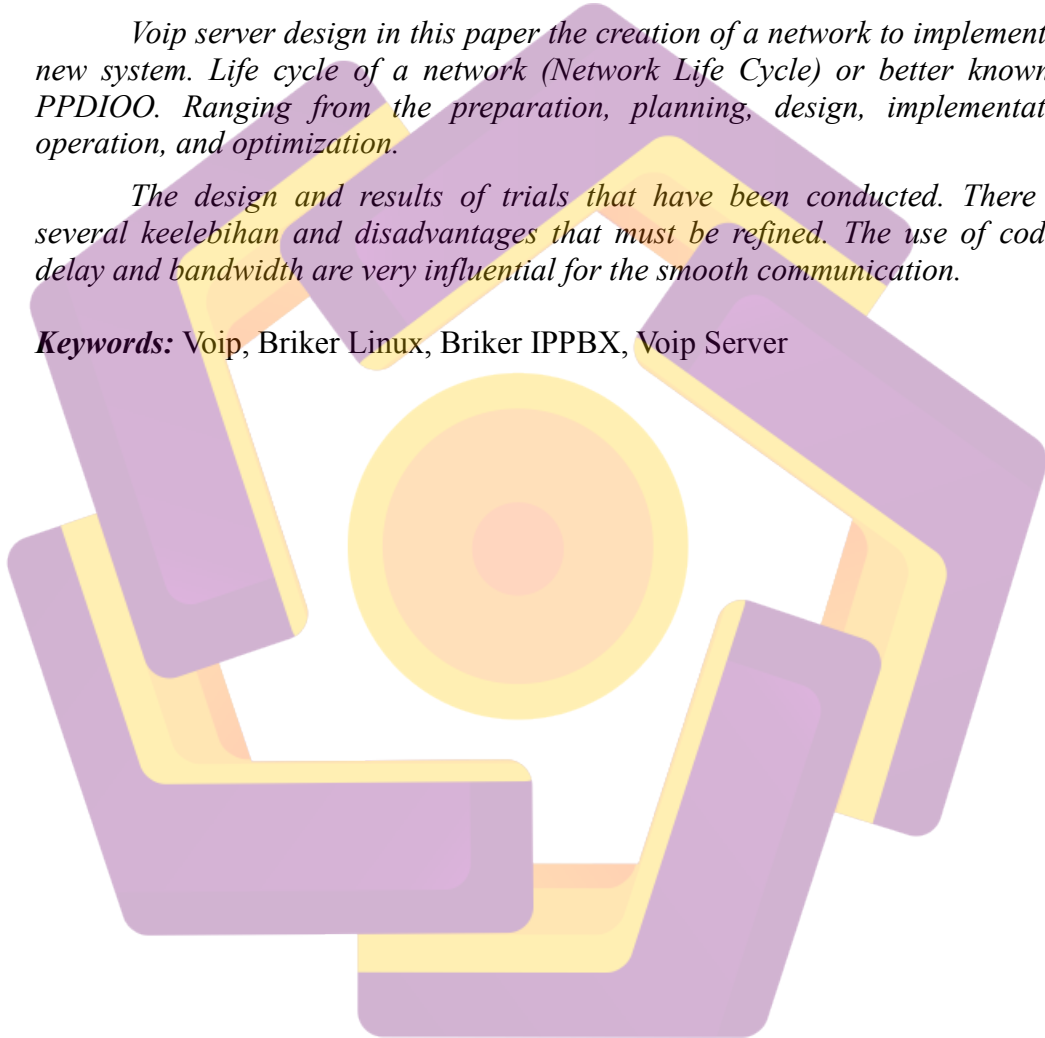 Voip server design in this paper the creation of a network to implement
new system. Life cycle of a network (Network Life Cycle) or better known
PPDIOO. Ranging from the preparation, planning, design, implementat
operation, and optimization.
The design and results of trials that have been conducted. There
several keelebihan and disadvantages that must be refined. The use of cod
delay and bandwidth are very influential for the smooth communication.
Keywords: Voip, Briker Linux, Briker IPPBX, Voip Server